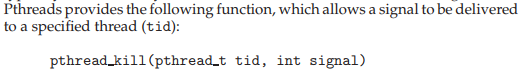 Pthreads provides the following function, which allows a signal to be delivered
to a specified thread (tid):
pthread_kill(pthread_t tid, int signal)